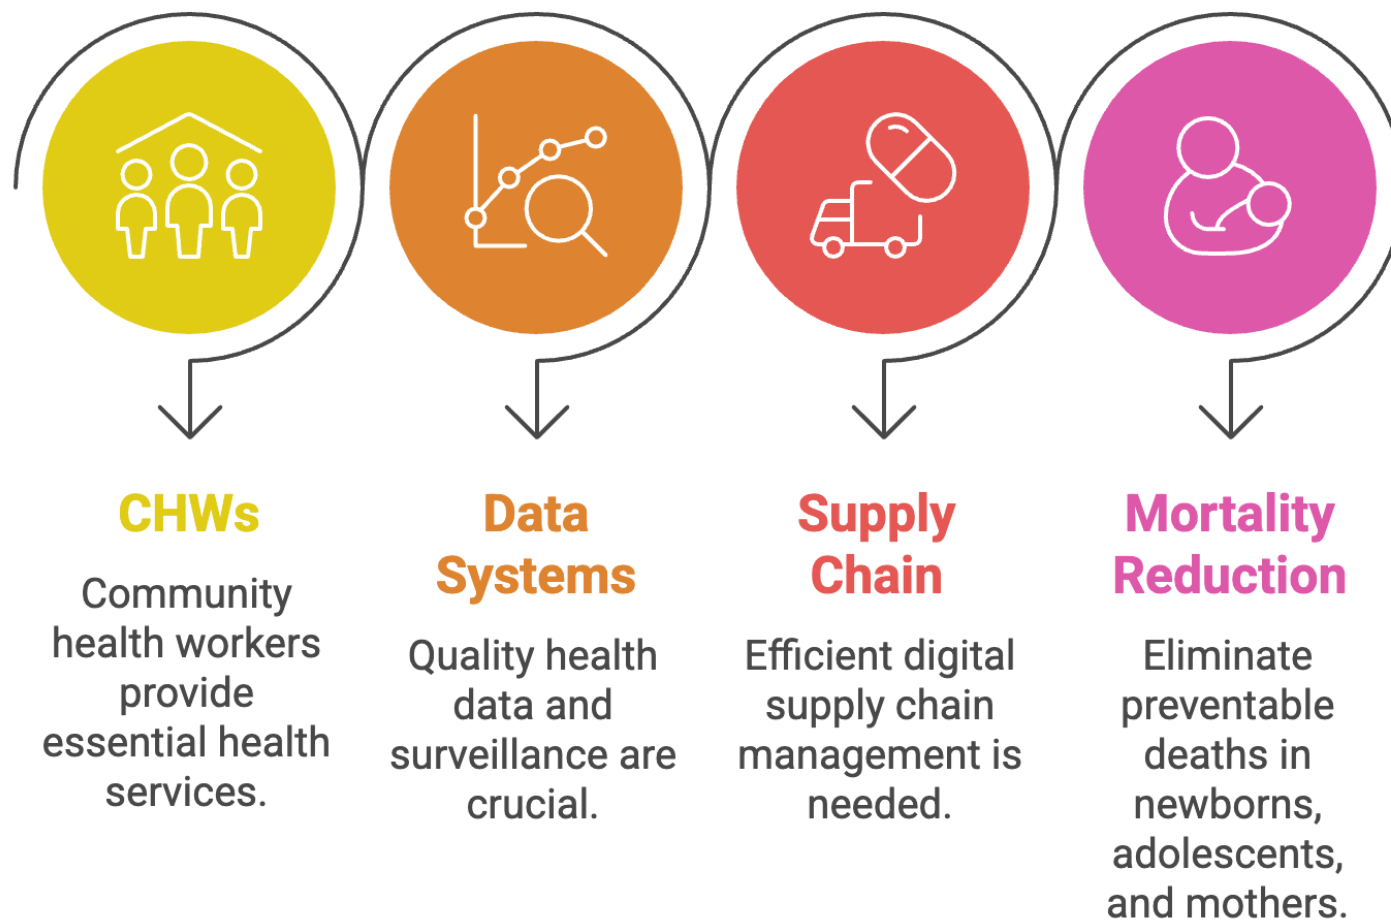 CHWs
Community
health workers
provide
essential health
services.
Data
Systems
Quality health
data and
surveillance are
crucial.
Supply
Chain
Efficient digital
supply chain
management is
needed.
Mortality
Reduction
Eliminate
preventable
deaths in
newborns,
adolescents,
and mothers.